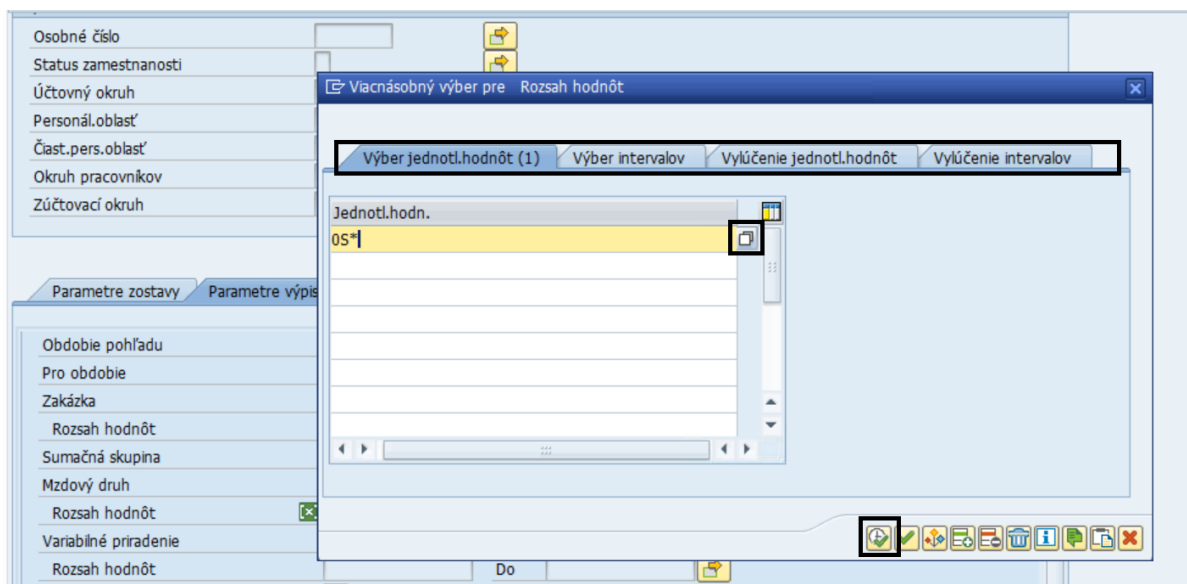 Osobné číslo
Status zamestnanosti
Účtovný okruh
Personál.oblasť
Čiast.pers.oblasť
Okruh pracovníkov
Zúčtovací okruh
Viacnásobný výber pre Rozsah hodnôt
Výber jednotl.hodnôt (1) Výber intervalov Vylúčenie jednotl.hodnôt Vylúčenie intervalov
Jednotl.hodn.
0S*
Parametre zostavy Parametre výpis
Obdobie pohľadu
Pro obdobie
Zakázka
Rozsah hodnôt
Sumačná skupina
Mzdový druh
Rozsah hodnôt
Variabilné priradenie
Rozsah hodnôt Do